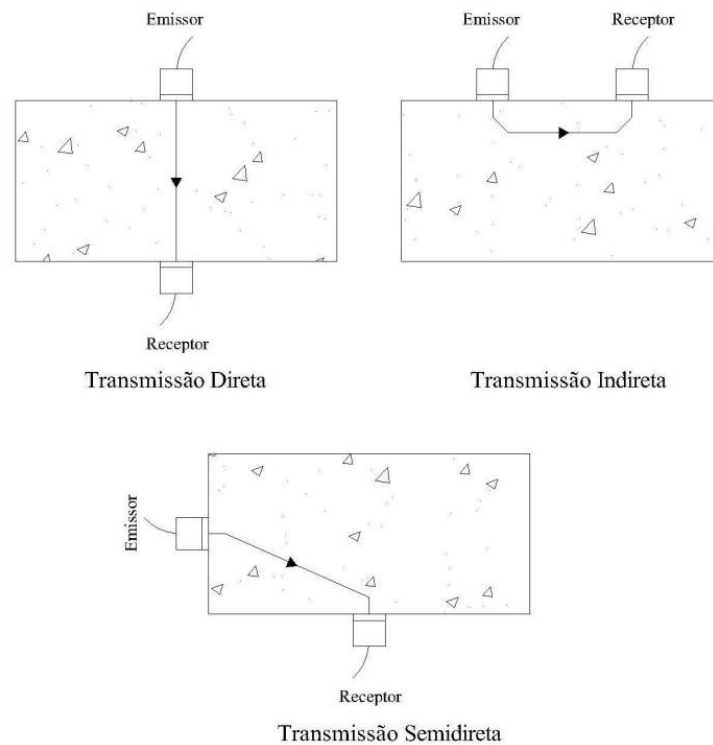 Emissor
Receptor
Transmissão Direta
Emissor
Receptor
Transmissão Indireta
Emissor
Receptor
Transmissão Semidireta